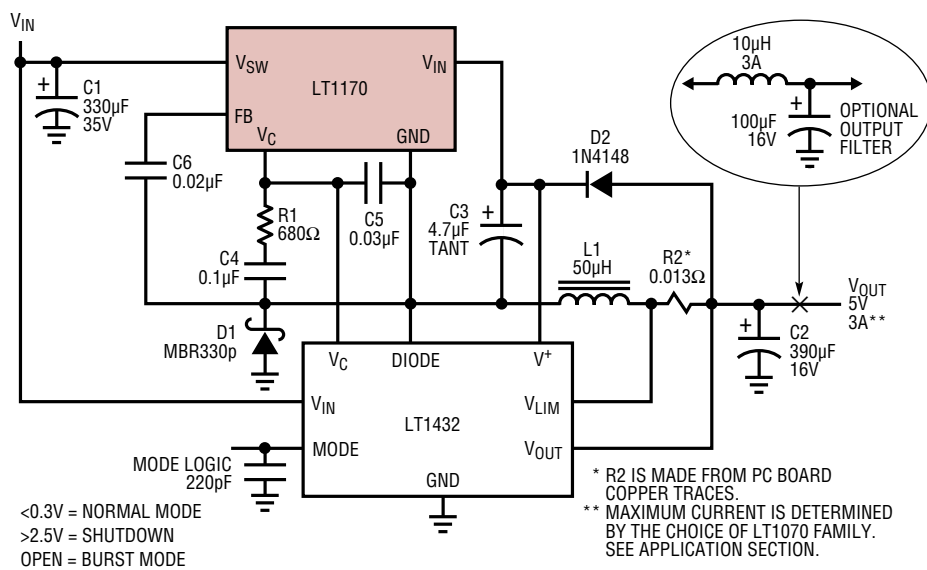 VIN
C1
330µF
35V
+
VSW
VIN
LT1170
FB
VC
GND
C6
0.02µF
R1
680Ω
C5
0.03µF
C4
0.1µF
C3
4.7µF
TANT
+
D2
1N4148
10µH
3A
+
100µF
16V
OPTIONAL
OUTPUT
FILTER
L1
50µH
R2*
0.013Ω
VOUT
5V
3A**
+
C2
390µF
16V
D1
MBR330p
VC
DIODE
V+
VIN
VLIM
LT1432
MODE
VOUT
GND
MODE LOGIC
220pF
<0.3V = NORMAL MODE
>2.5V = SHUTDOWN
OPEN = BURST MODE
* R2 IS MADE FROM PC BOARD
COPPER TRACES.
** MAXIMUM CURRENT IS DETERMINED
BY THE CHOICE OF LT1070 FAMILY.
SEE APPLICATION SECTION.